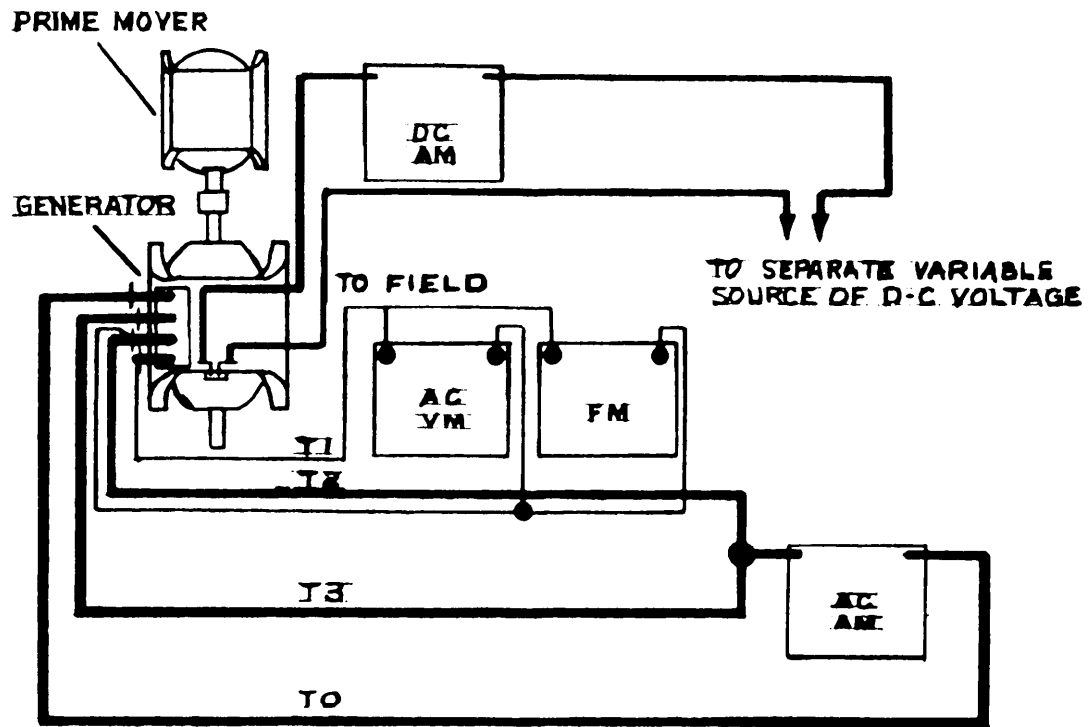 PRIME MOVER
DC
AM
GENERATOR
TO FIELD
TO SEPARATE VARIABLE
SOURCE OF D-C VOLTAGE
AC
VM
FM
T1
T2
T3
AC
AM
TO